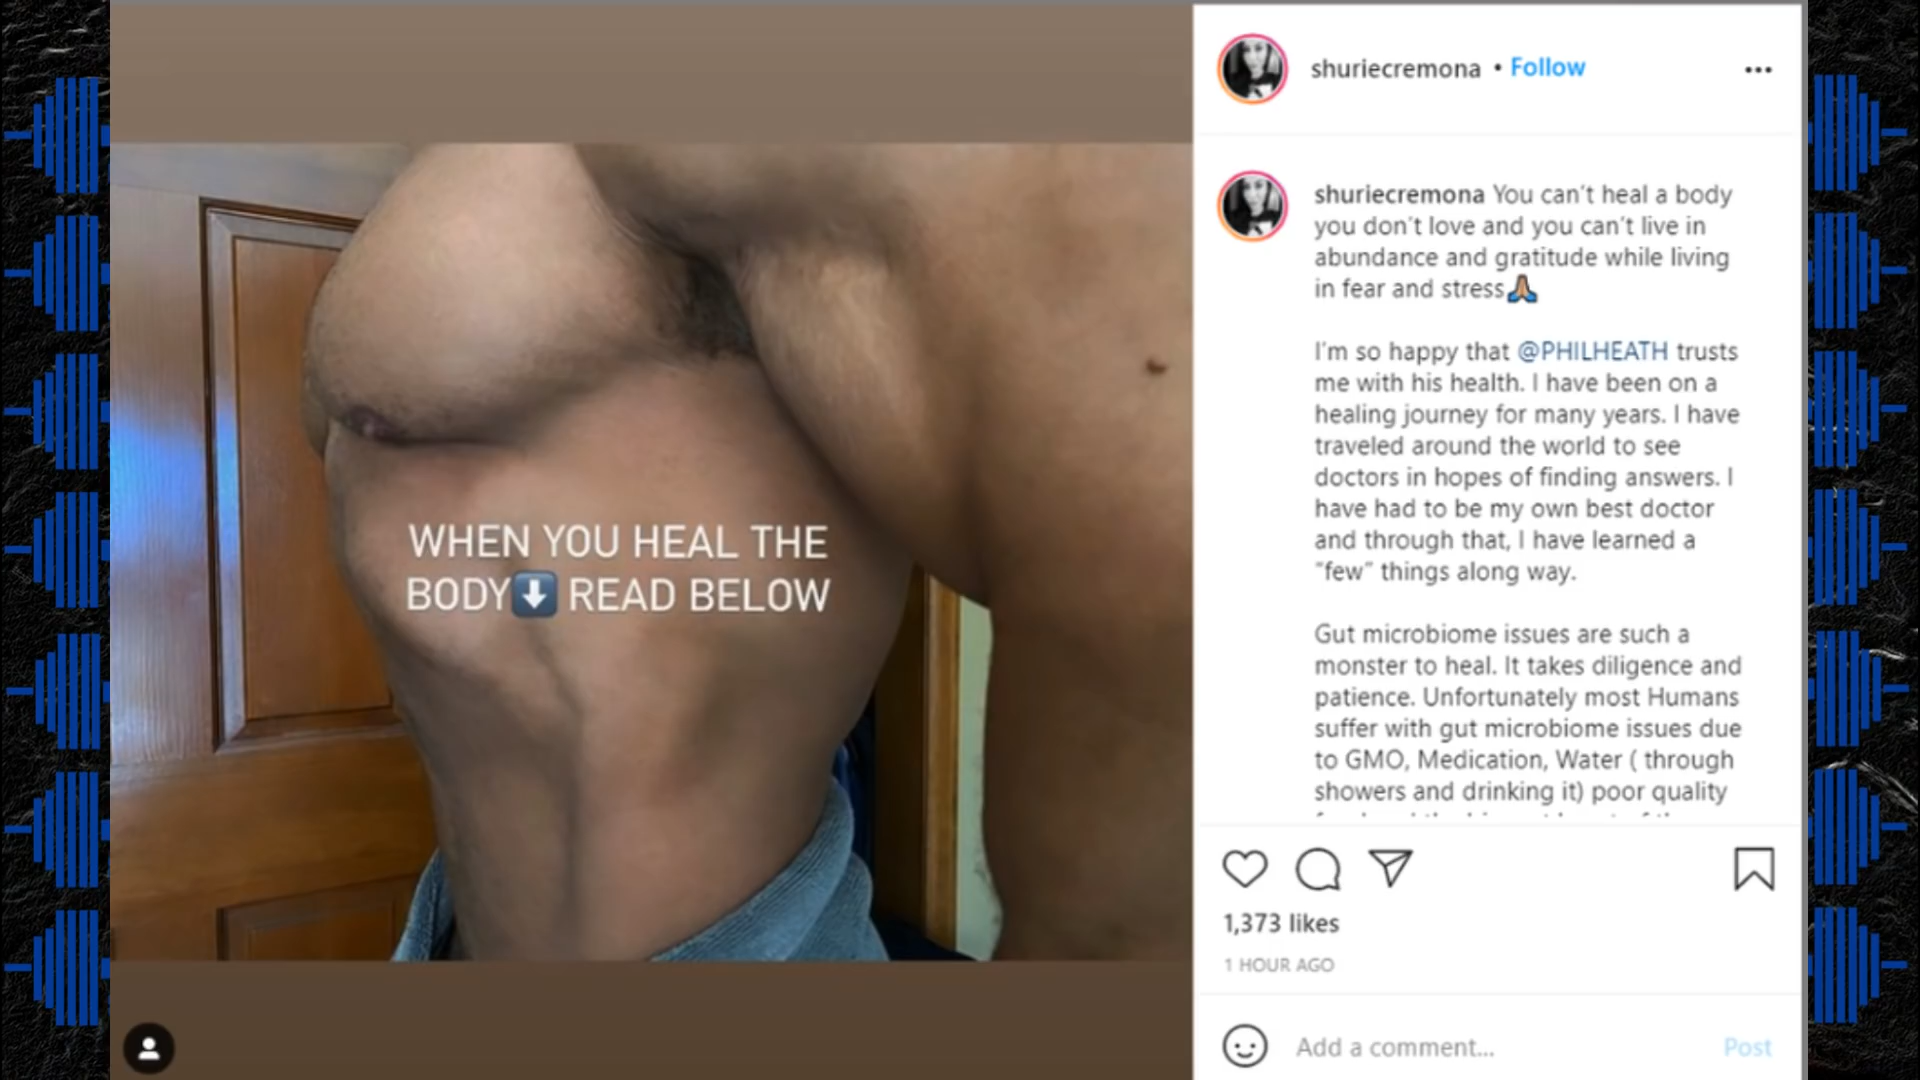 shuriecremona • Follow
WHEN YOU HEAL THE
BODY⬇️ READ BELOW
shuriecremona You can't heal a body
you don't love and you can't live in
abundance and gratitude while living
in fear and stress🙏🏽
I'm so happy that @PHILHEATH trusts
me with his health. I have been on a
healing journey for many years. I have
traveled around the world to see
doctors in hopes of finding answers. I
have had to be my own best doctor
and through that, I have learned a
"few" things along way.
Gut microbiome issues are such a
monster to heal. It takes diligence and
patience. Unfortunately most Humans
suffer with gut microbiome issues due
to GMO, Medication, Water ( through
showers and drinking it) poor quality
1,373 likes
1 HOUR AGO
Add a comment...
Post